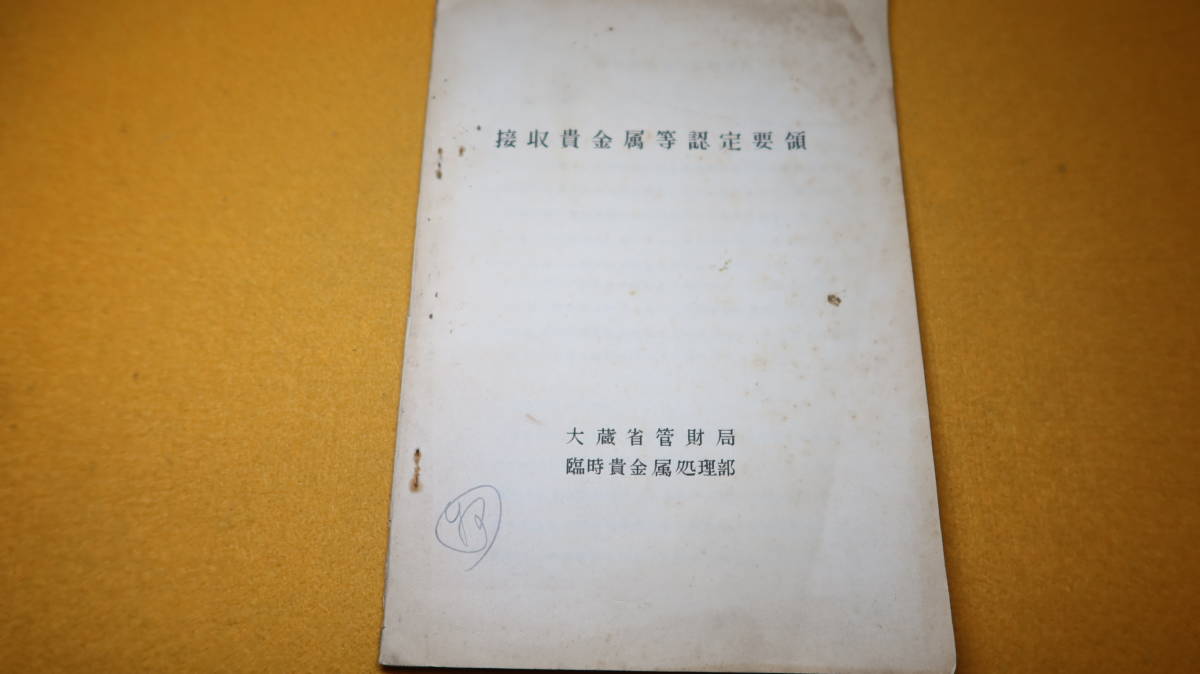 接収貴金属等認定要領
大蔵省管財局
臨時貴金属処理部